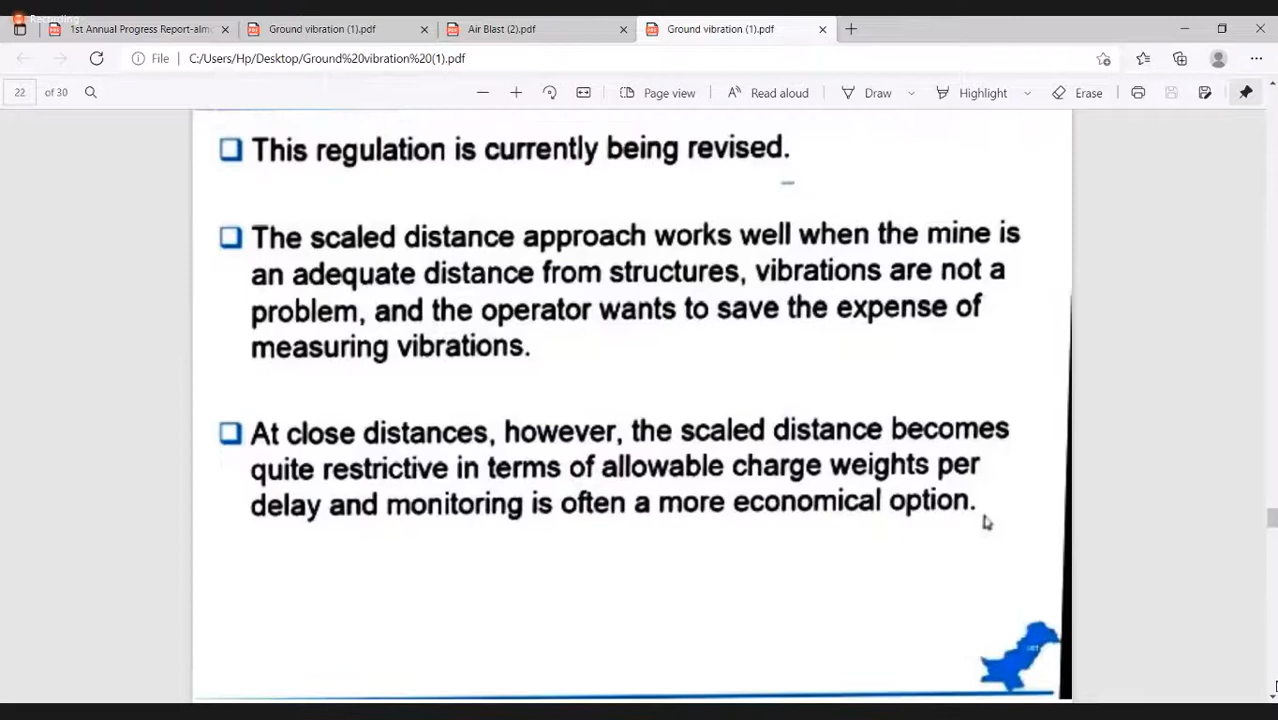 Recording
1st Annual Progress Report-almo
Ground vibration (1).pdf
Air Blast (2).pdf
Ground vibration (1).pdf
File
C:/Users/Hp/Desktop/Ground%20vibration%20(1).pdf
22 of 30
Page view
Read aloud
Draw
Highlight
Erase
This regulation is currently being revised.
The scaled distance approach works well when the mine is
an adequate distance from structures, vibrations are not a
problem, and the operator wants to save the expense of
measuring vibrations.
At close distances, however, the scaled distance becomes
quite restrictive in terms of allowable charge weights per
delay and monitoring is often a more economical option.